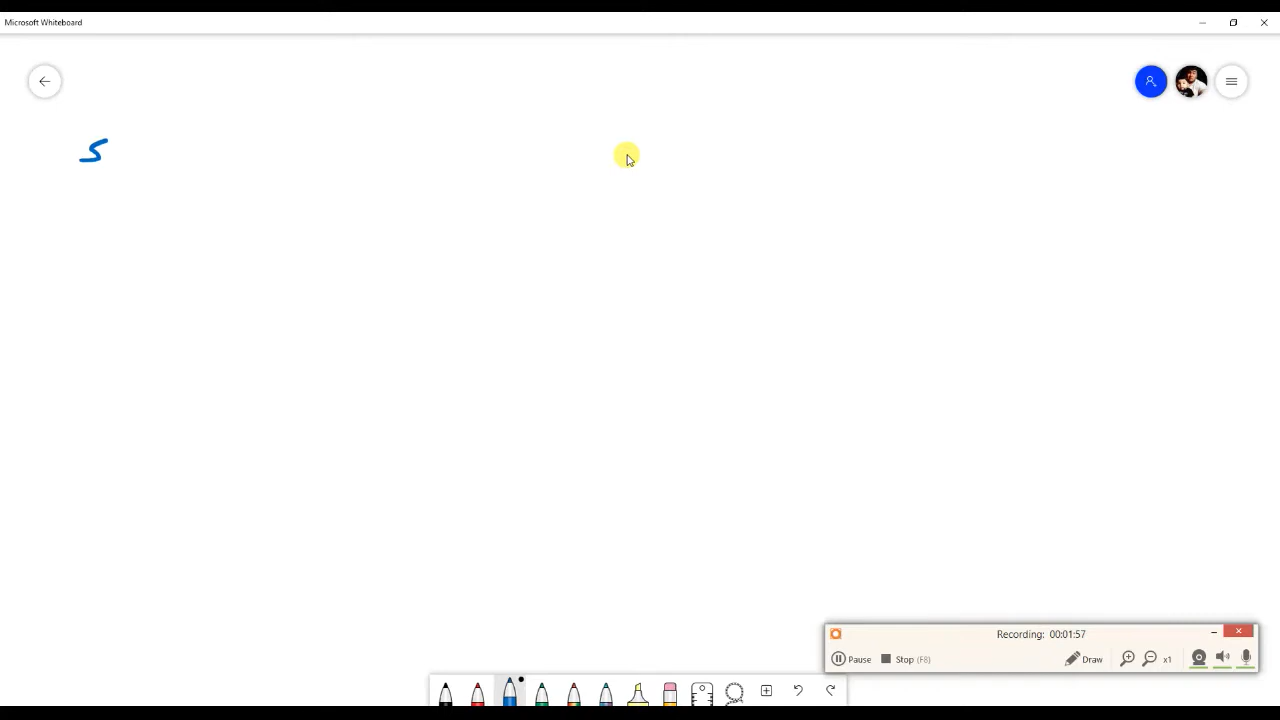 Microsoft Whiteboard
S
Recording: 00:01:57
Pause Stop (F8) Draw x1